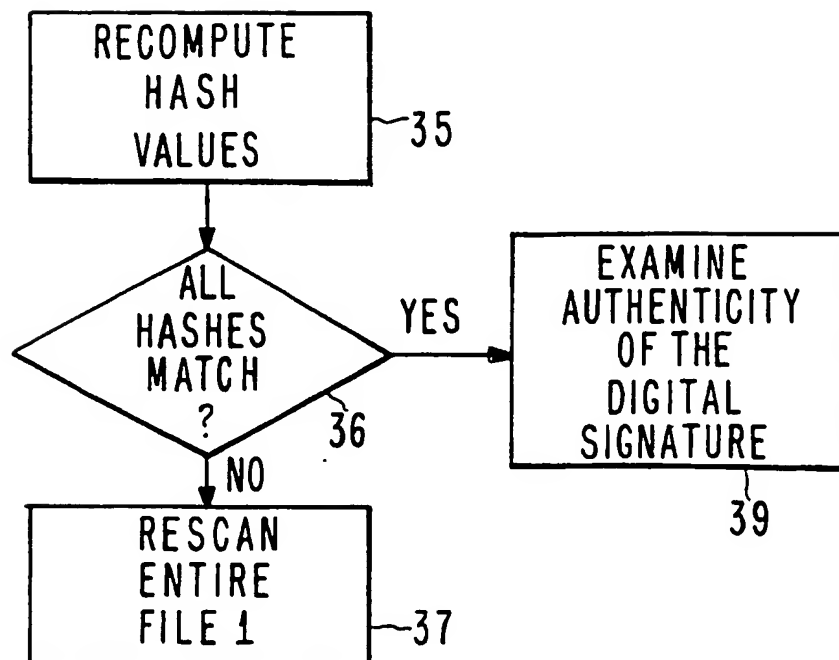 RECOMPUTE
HASH
VALUES
35
ALL
HASHES
MATCH
?
36
YES
EXAMINE
AUTHENTICITY
OF THE
DIGITAL
SIGNATURE
39
NO
RESCAN
ENTIRE
FILE 1
37